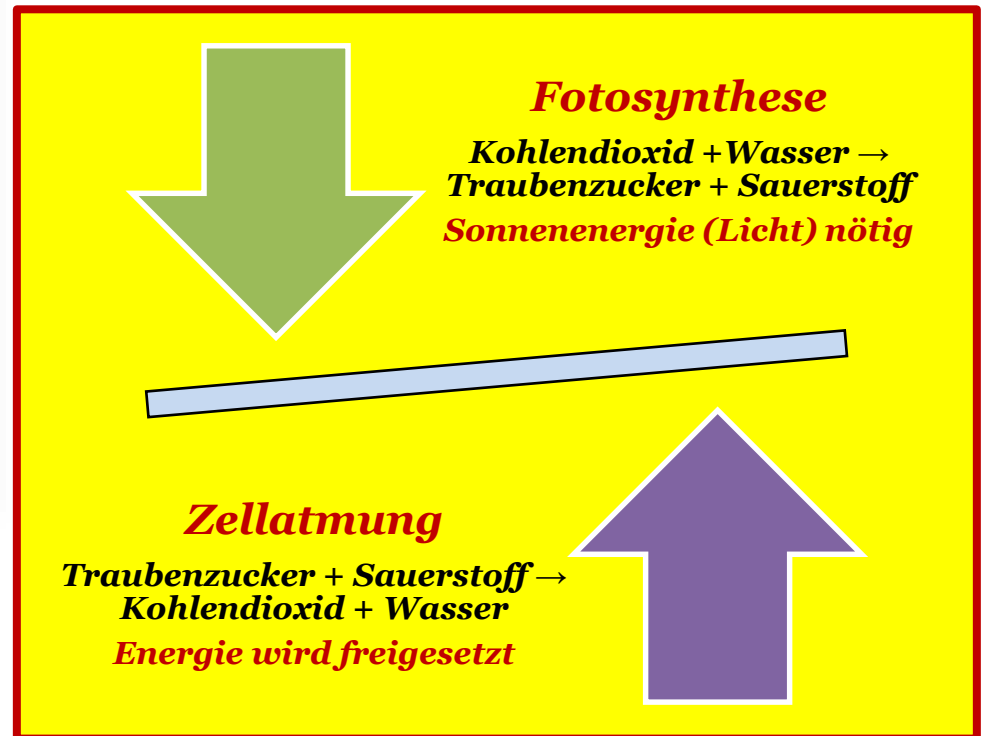 Fotosynthese
Kohlendioxid +Wasser →
Traubenzucker + Sauerstoff
Sonnenenergie (Licht) nötig
Zellatmung
Traubenzucker + Sauerstoff →
Kohlendioxid + Wasser
Energie wird freigesetzt